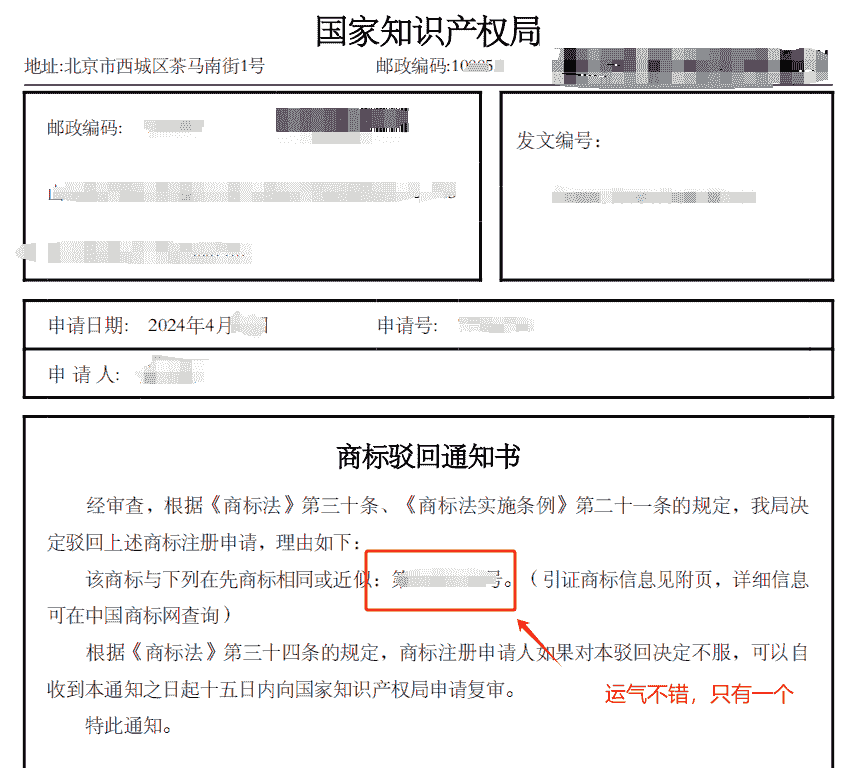 国家知识产权局
地址:北京市西城区茶马南街1号
邮政编码:10
邮政编码:
发文编号：
申请日期: 2024年4月 日
申请号:
申 请 人:
商标驳回通知书
经审查，根据《商标法》第三十条、《商标法实施条例》第二十一条的规定，我局决
定驳回上述商标注册申请，理由如下：
该商标与下列在先商标相同或近似：第 号。（引证商标信息见附页，详细信息
可在中国商标网查询）
根据《商标法》第三十四条的规定，商标注册申请人如果对本驳回决定不服，可以自
收到本通知之日起十五日内向国家知识产权局申请复审。
运气不错，只有一个
特此通知。